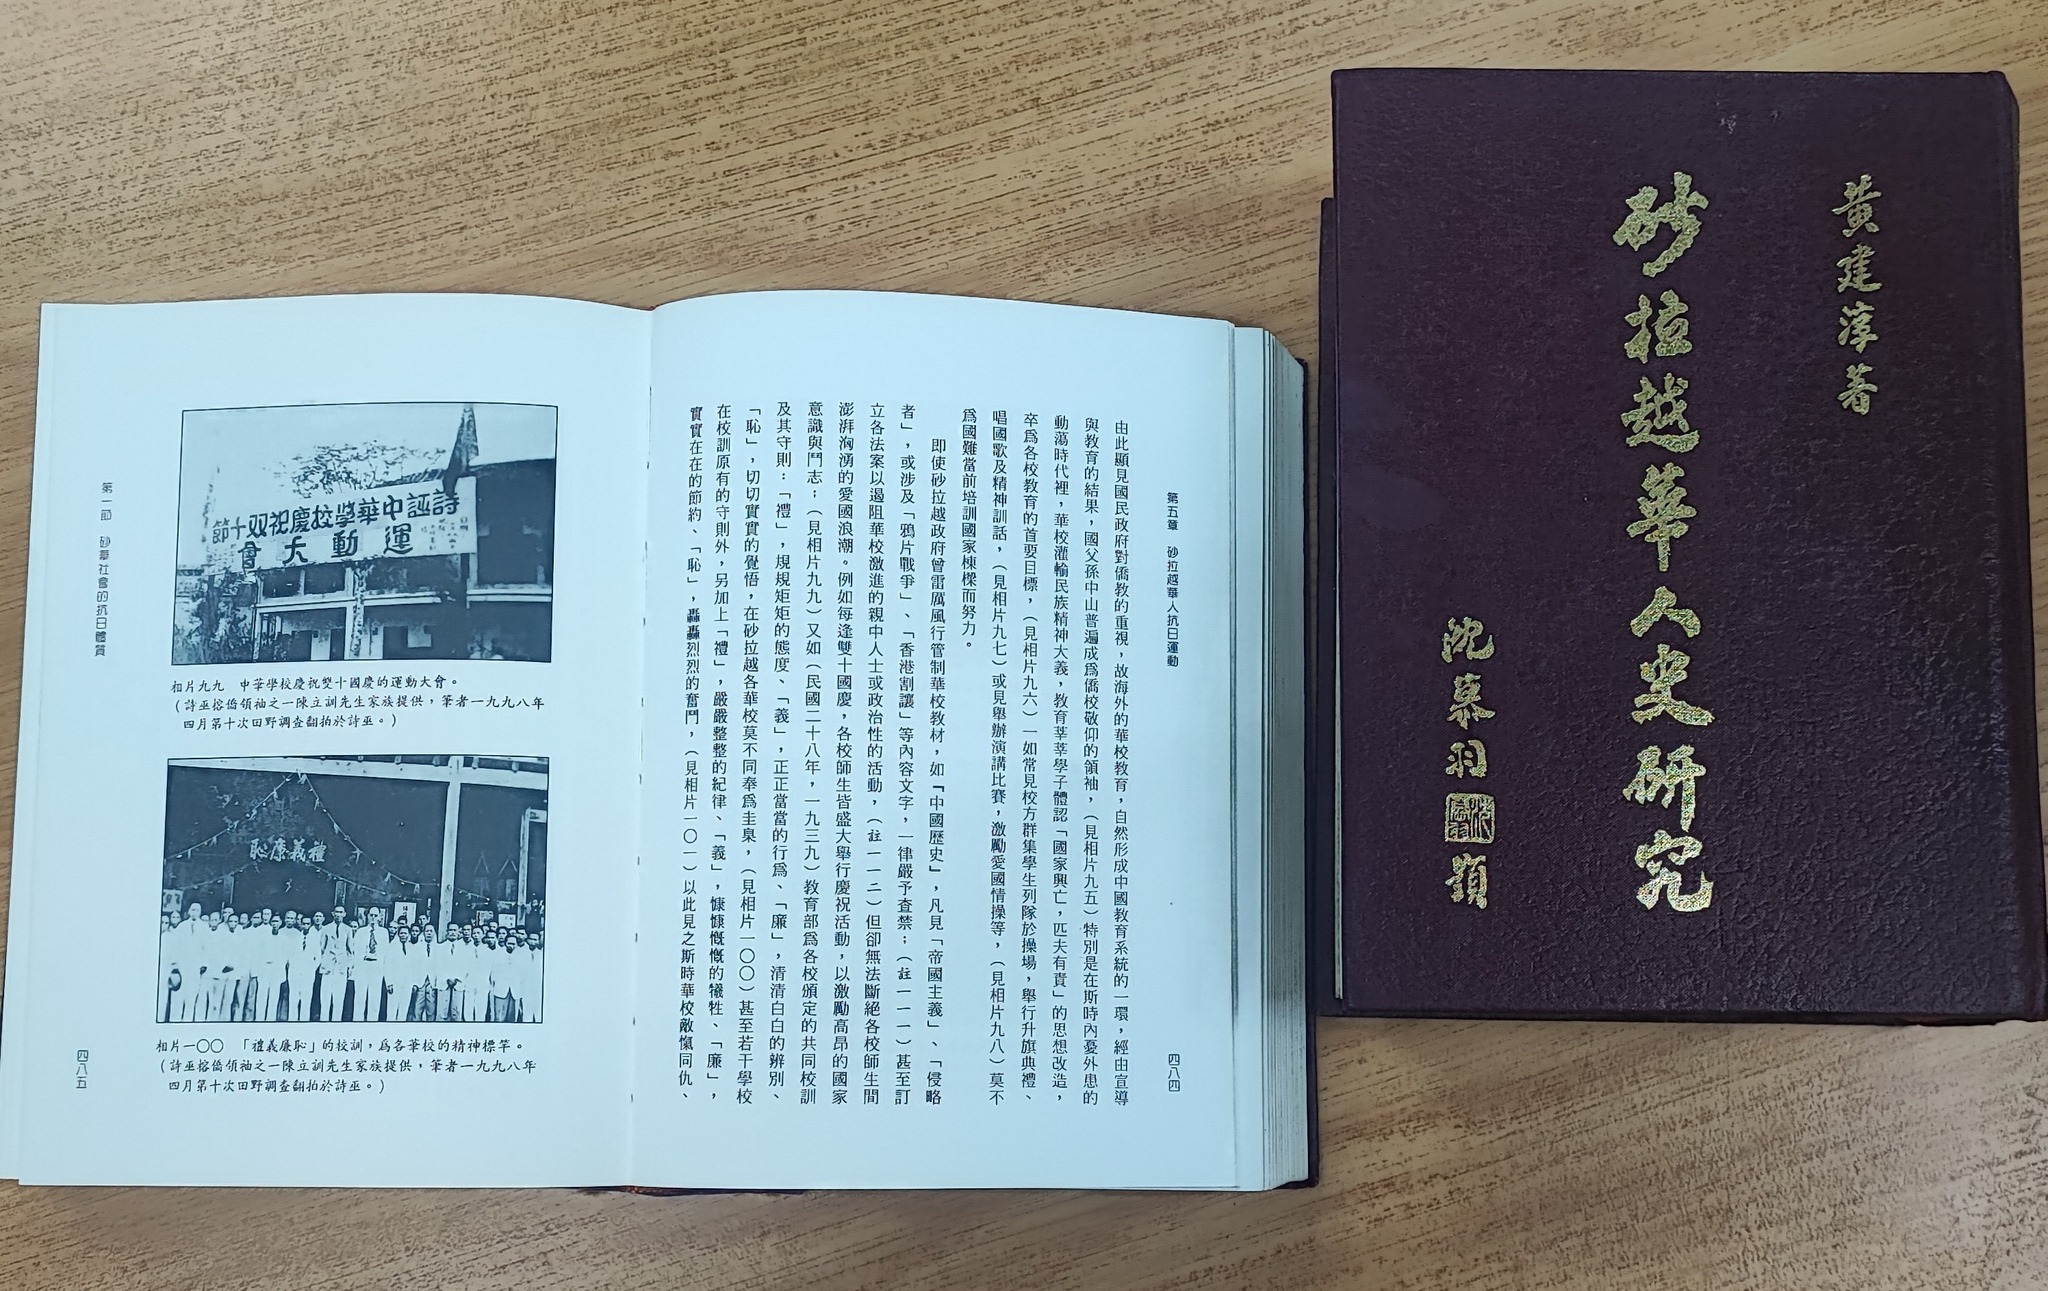 黃建淳著
砂拉越華人史研究
沈慕羽題
第五章　砂拉越華人抗日運動
四八四
由此顯見國民政府對僑教的重視，故海外的華校教育，自然形成中國教育系統的一環，經由宣導
與教育的結果，國父孫中山普遍成為僑校敬仰的領袖，（見相片九五）特別是在斯時內憂外患的
動蕩時代裡，華校灌輸民族精神大義，教育莘莘學子體認「國家興亡，匹夫有責」的思想改造，
卒為各校教育的首要目標，（見相片九六）一如常見校方群集學生列隊於操場，舉行升旗典禮、
唱國歌及精神訓話，（見相片九七）或見舉辦演講比賽，激勵愛國情操等，（見相片九八）莫不
為國難當前培訓國家棟樑而努力。
即使砂拉越政府曾雷厲風行管制華校教材，如『中國歷史』，凡見「帝國主義」、「侵略
者」，或涉及「鴉片戰爭」、「香港割讓」等內容文字，一律嚴予查禁；（註一一一）甚至訂
立各法案以遏阻華校激進的親中人士或政治性的活動，（註一一二）但卻無法斷絕各校師生間
澎湃洶湧的愛國浪潮。例如每逢雙十國慶，各校師生皆盛大舉行慶祝活動，以激勵高昂的國家
意識與鬥志；（見相片九九）又如（民國二十八年，一九三九）教育部為各校頒定的共同校訓
及其守則：「禮」，規規矩矩的態度、「義」，正正當當的行為、「廉」，清清白白的辨別、
「恥」，切切實實的覺悟，在砂拉越各華校莫不同奉為圭臬，（見相片一〇〇）甚至若干學校
在校訓原有的守則外，另加上「禮」，嚴嚴整整的紀律、「義」，慷慷慨慨的犧牲、「廉」，
實實在在的節約、「恥」，轟轟烈烈的奮鬥，（見相片一〇一）以此見之斯時華校敵愾同仇、
詩誣中華學校慶祝双十節
運動大會
相片九九　中華學校慶祝雙十國慶的運動大會。
（詩巫榕僑領袖之一陳立訓先生家族提供，筆者一九九八年
四月第十次田野調查翻拍於詩巫。）
禮義廉恥
相片一〇〇　「禮義廉恥」的校訓，為各華校的精神標竿。
（詩巫榕僑領袖之一陳立訓先生家族提供，筆者一九九八年
四月第十次田野調查翻拍於詩巫。）
第一節　砂華社會的抗日體質
四八五